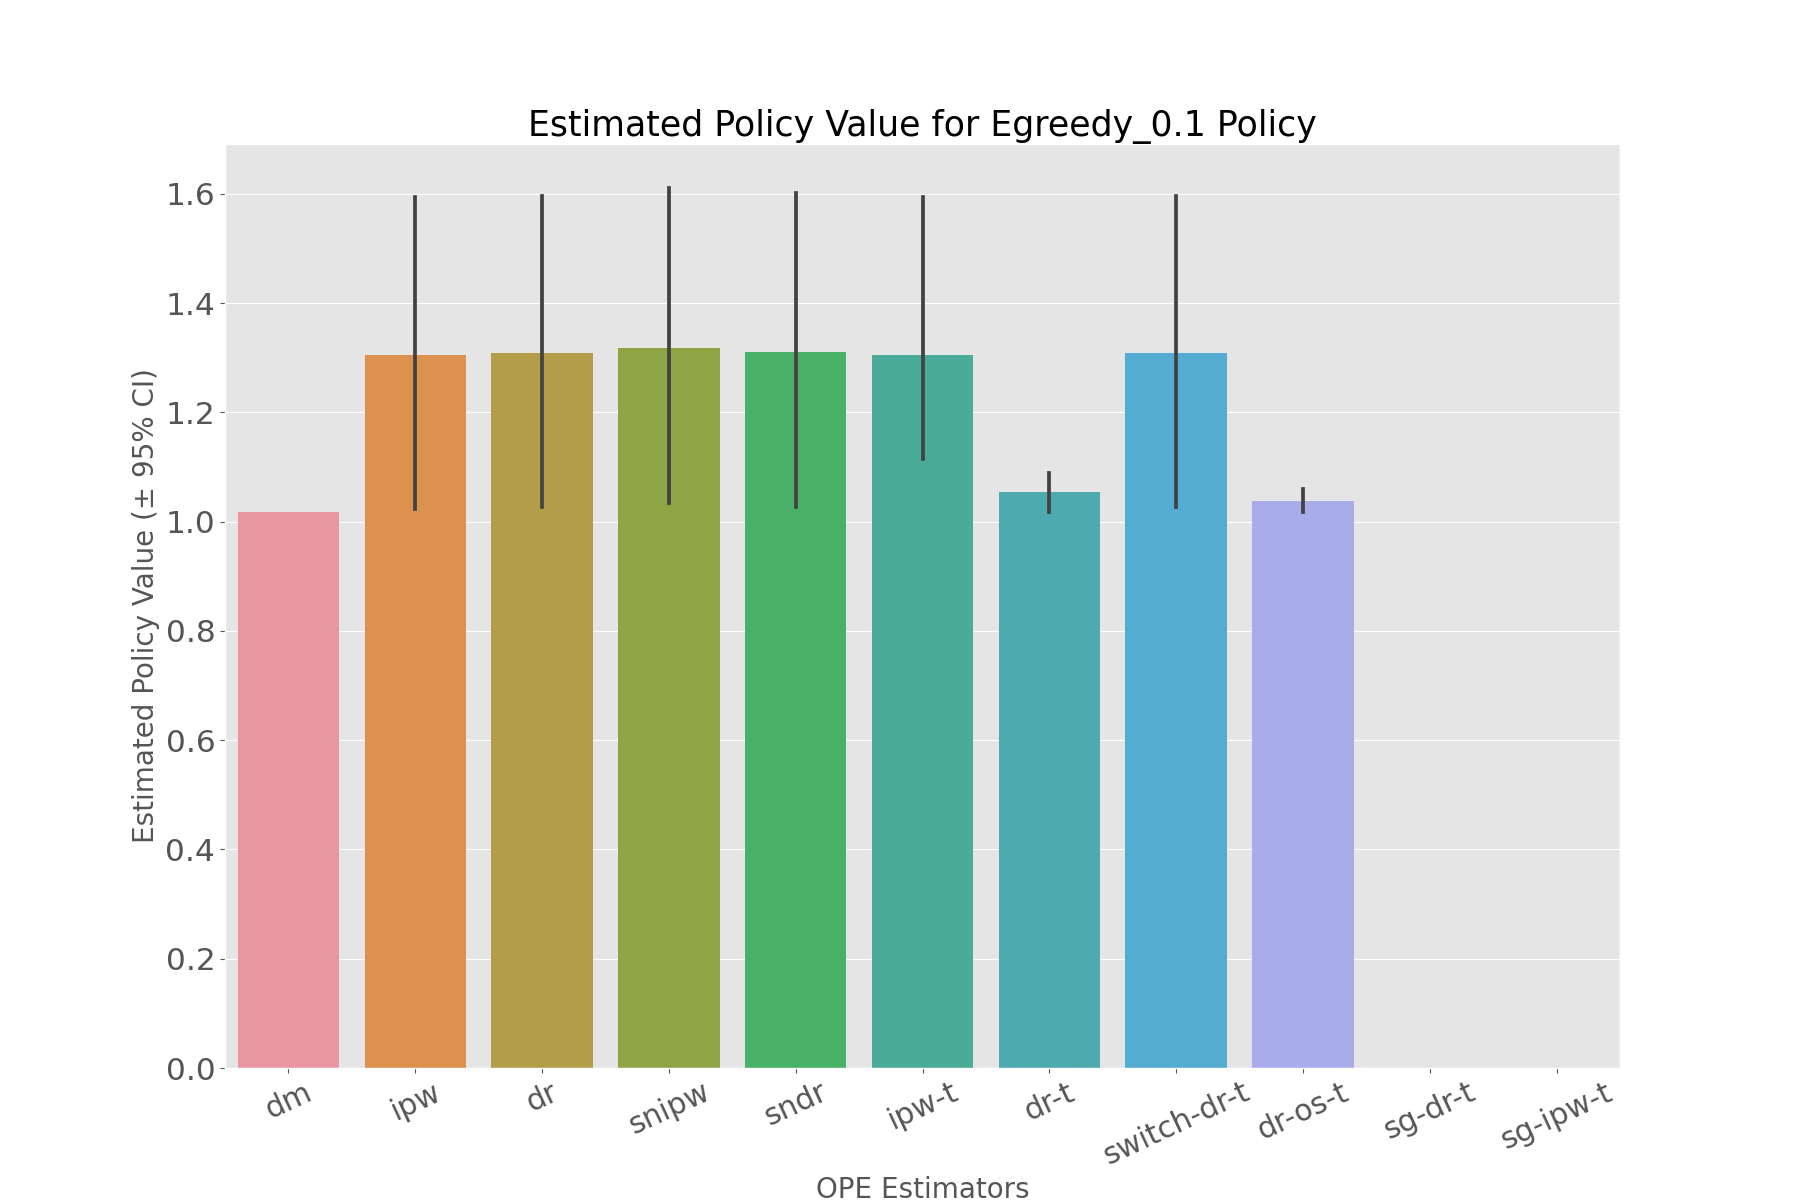 Estimated Policy Value for Egreedy_0.1 Policy
Estimated Policy Value (± 95% CI)
1.6
1.4
1.2
1.0
0.8
0.6
0.4
0.2
0.0
dm
ipw
dr
snipw
sndr
ipw-t
dr-t
switch-dr-t
dr-os-t
sg-dr-t
sg-ipw-t
OPE Estimators